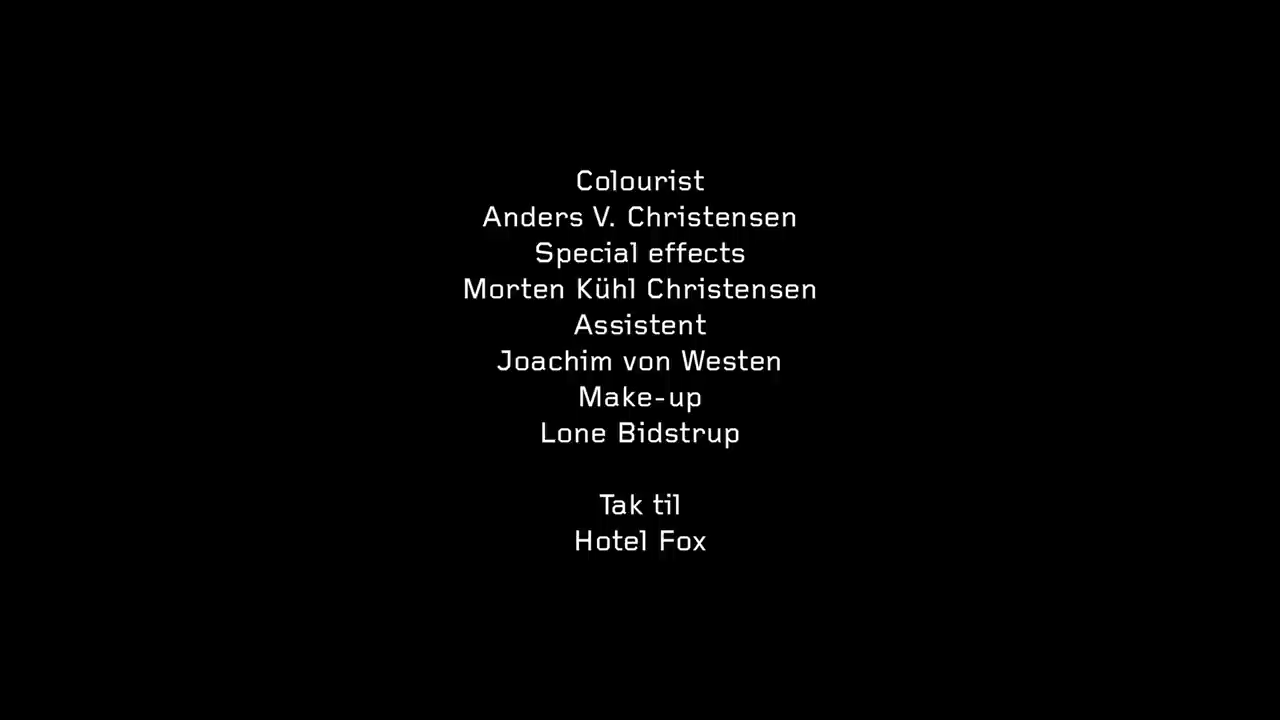 Colourist
Anders V. Christensen
Special effects
Morten Kühl Christensen
Assistent
Joachim von Westen
Make-up
Lone Bidstrup
Tak til
Hotel Fox